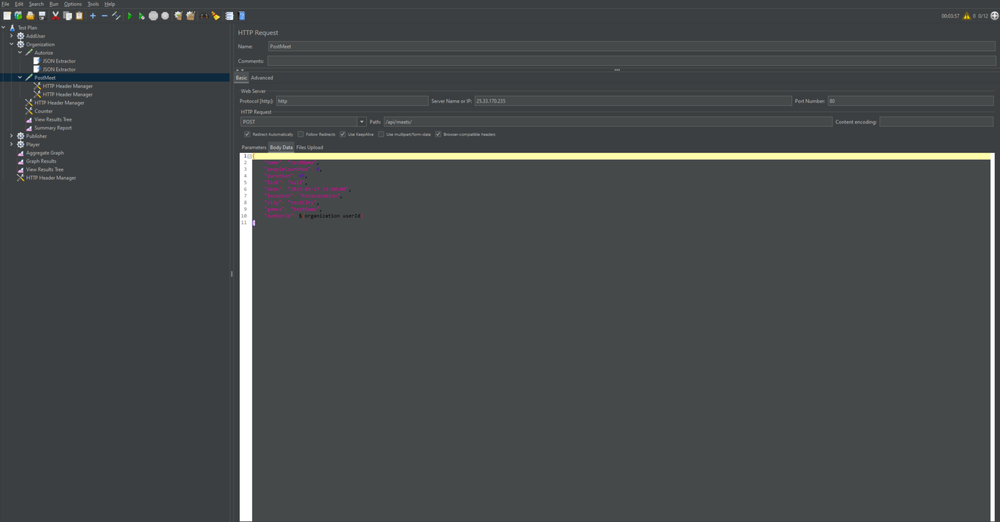 File Edit Search Run Options Tools Help
00:03:57 0 0/12
Test Plan
AddUser
Organization
Autorize
JSON Extractor
JSON Extractor
PostMeet
HTTP Header Manager
HTTP Header Manager
HTTP Header Manager
Counter
View Results Tree
Summary Report
Publisher
Player
Aggregate Graph
Graph Results
View Results Tree
HTTP Header Manager
HTTP Request
Name: PostMeet
Comments:
Basic Advanced
Web Server
Protocol [http]: http Server Name or IP: 25.33.170.235 Port Number: 80
HTTP Request
POST Path: /api/meets/ Content encoding:
Redirect Automatically Follow Redirects Use KeepAlive Use multipart/form-data Browser-compatible headers
Parameters Body Data Files Upload
1 {
2 "name": "testName",
3 "peopleCountMax": ,
4 "duration": ,
5 "link": "null",
6 "date": "2023-05-27 23:00:00",
7 "location": "testLocation",
8 "city": "testCity",
9 "games": "testGame",
10 "authorId" ${organization userId}
11 }